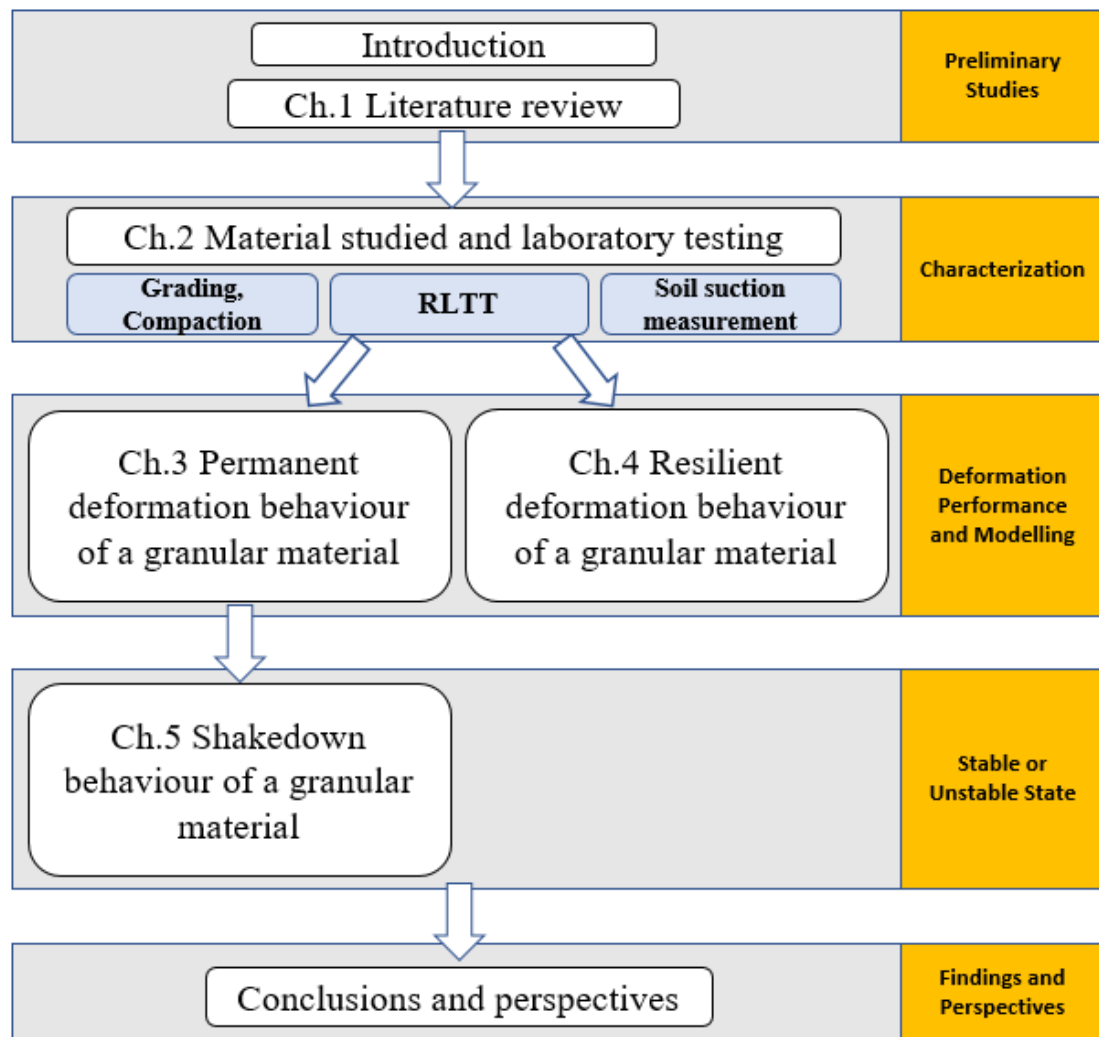 Introduction
Ch.1 Literature review
Preliminary
Studies
Ch.2 Material studied and laboratory testing
Grading,
Compaction
RLTT
Soil suction
measurement
Characterization
Ch.3 Permanent
deformation behaviour
of a granular material
Ch.4 Resilient
deformation behaviour
of a granular material
Deformation
Performance
and Modelling
Ch.5 Shakedown
behaviour of a granular
material
Stable or
Unstable State
Conclusions and perspectives
Findings and
Perspectives